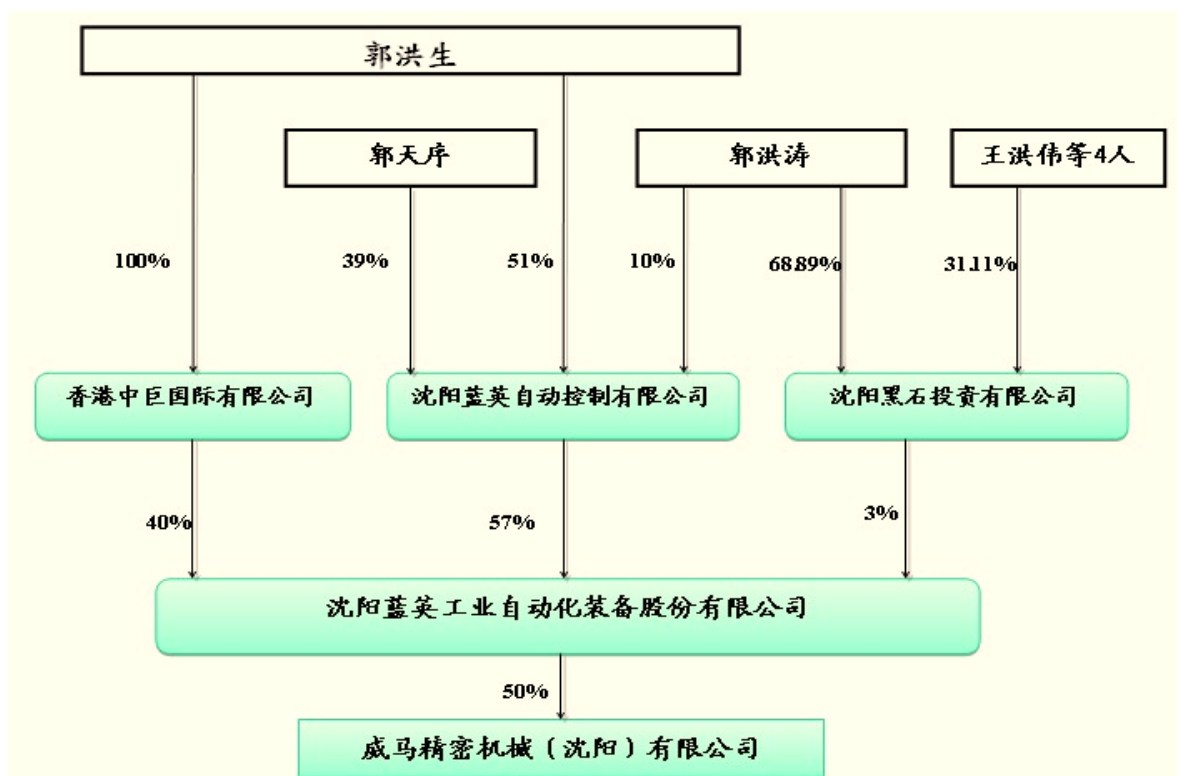 郭洪生
郭天序
郭洪涛
王洪伟等4人
100%
39%
51%
10%
68.89%
31.11%
香港中巨国际有限公司
沈阳蓝英自动控制有限公司
沈阳黑石投资有限公司
40%
57%
3%
沈阳蓝英工业自动化装备股份有限公司
50%
威马精密机械（沈阳）有限公司